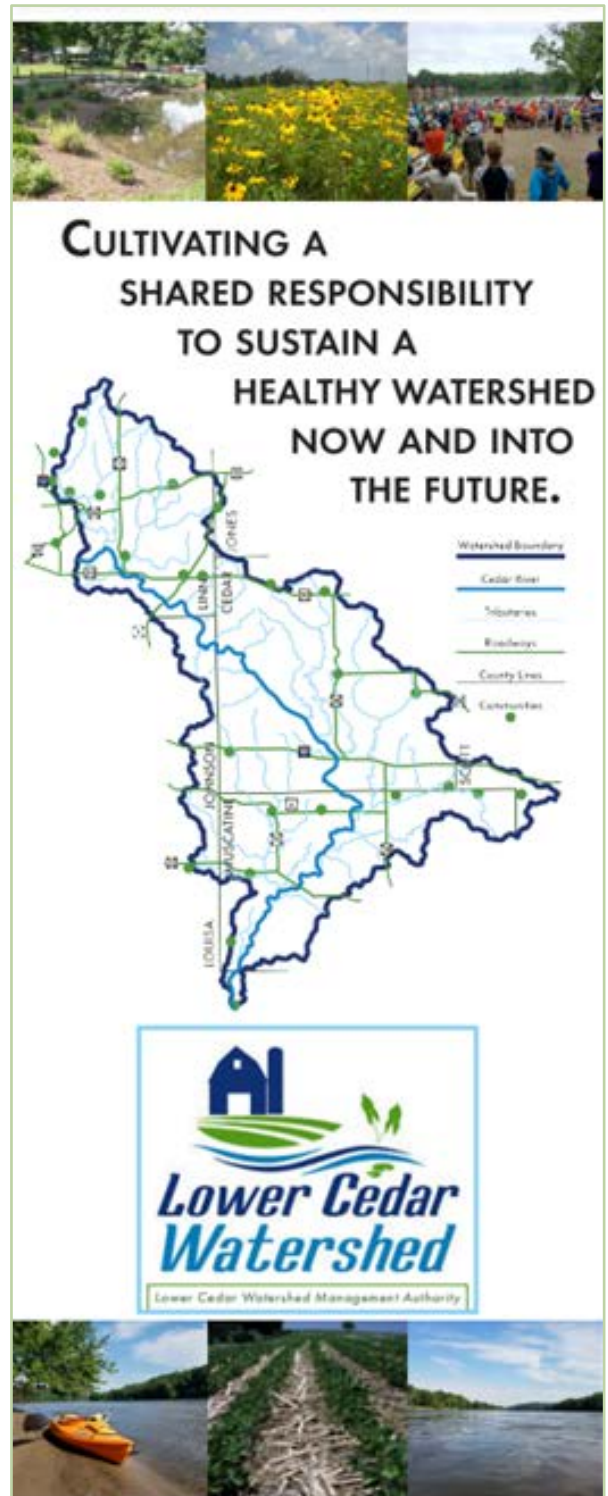 CULTIVATING A
SHARED RESPONSIBILITY
TO SUSTAIN A
HEALTHY WATERSHED
NOW AND INTO
THE FUTURE.
JONES
LINN
CEDAR
Watershed Boundary
Cedar River
Tributaries
Roadways
County Lines
Communities
JOHNSON
SCOTT
MUSCATINE
LOUISA
Lower Cedar
Watershed
Lower Cedar Watershed Management Authority